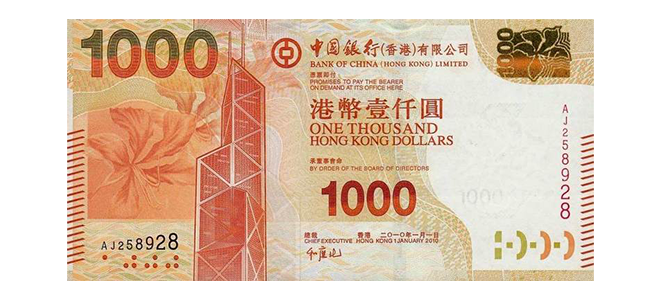 1000
中國銀行(香港)有限公司
BANK OF CHINA (HONG KONG) LIMITED
憑票即付
PROMISES TO PAY THE BEARER
ON DEMAND AT ITS OFFICE HERE
1000
港幣壹仟圓
ONE THOUSAND
HONG KONG DOLLARS
承董事會命
BY ORDER OF THE BOARD OF DIRECTORS
1000
AJ258928
總裁 香港 二〇一〇年一月一日
CHIEF EXECUTIVE HONG KONG 1 JANUARY 2010
AJ258928